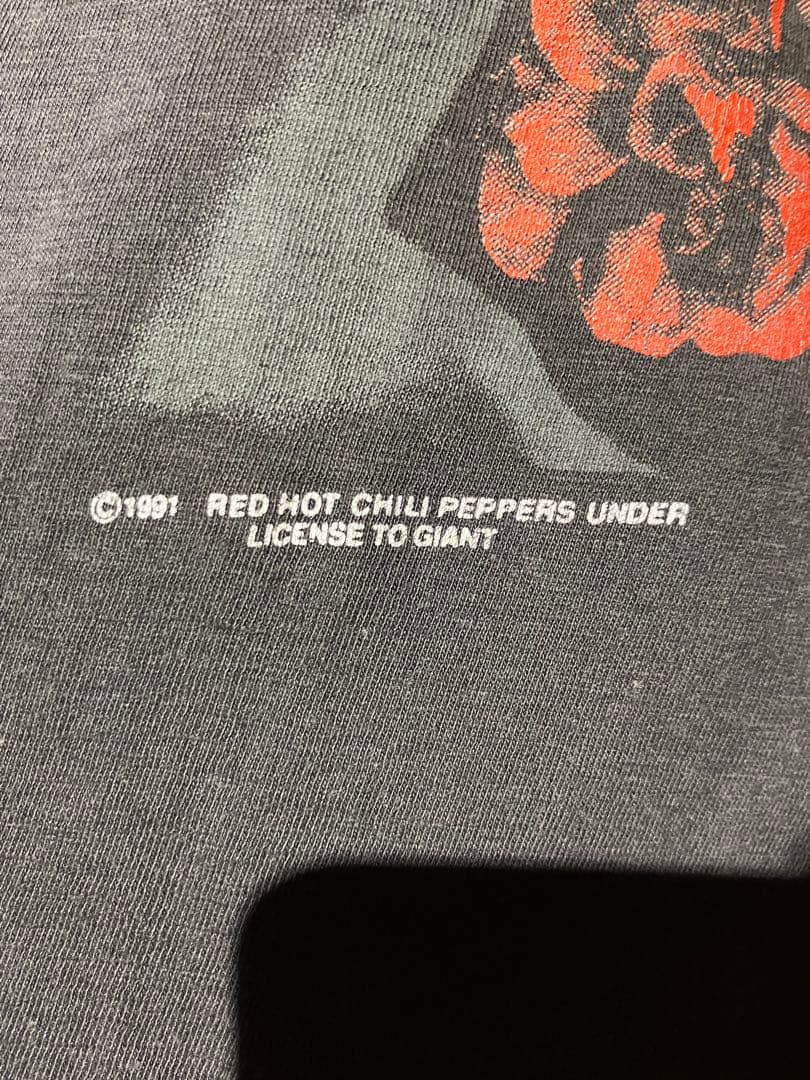 ©1991 RED HOT CHILI PEPPERS UNDER
LICENSE TO GIANT